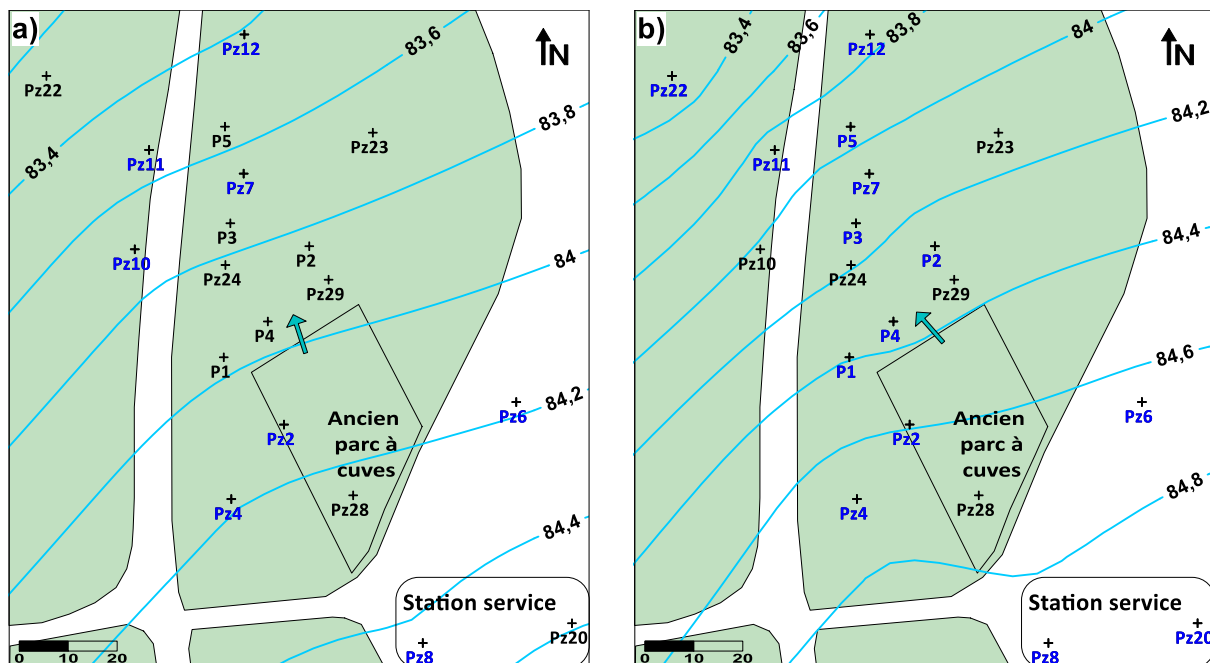 a)
N
Pz12
83,6
Pz22
83,4
Pz11
P5
Pz7
Pz23
83,8
P3
Pz10
Pz24
P2
84
Pz29
P4
P1
84,2
Pz6
Pz2
Ancien
parc à
cuves
Pz4
Pz28
84,4
Station service
Pz20
Pz8
0 10 20
b)
N
83,4
83,6
83,8
84
Pz12
Pz22
84,2
Pz11
P5
Pz7
Pz23
P3
Pz10
Pz24
P2
84,4
Pz29
P4
P1
84,6
Pz6
Pz2
Ancien
parc à
cuves
Pz4
Pz28
84,8
Station service
Pz20
Pz8
0 10 20